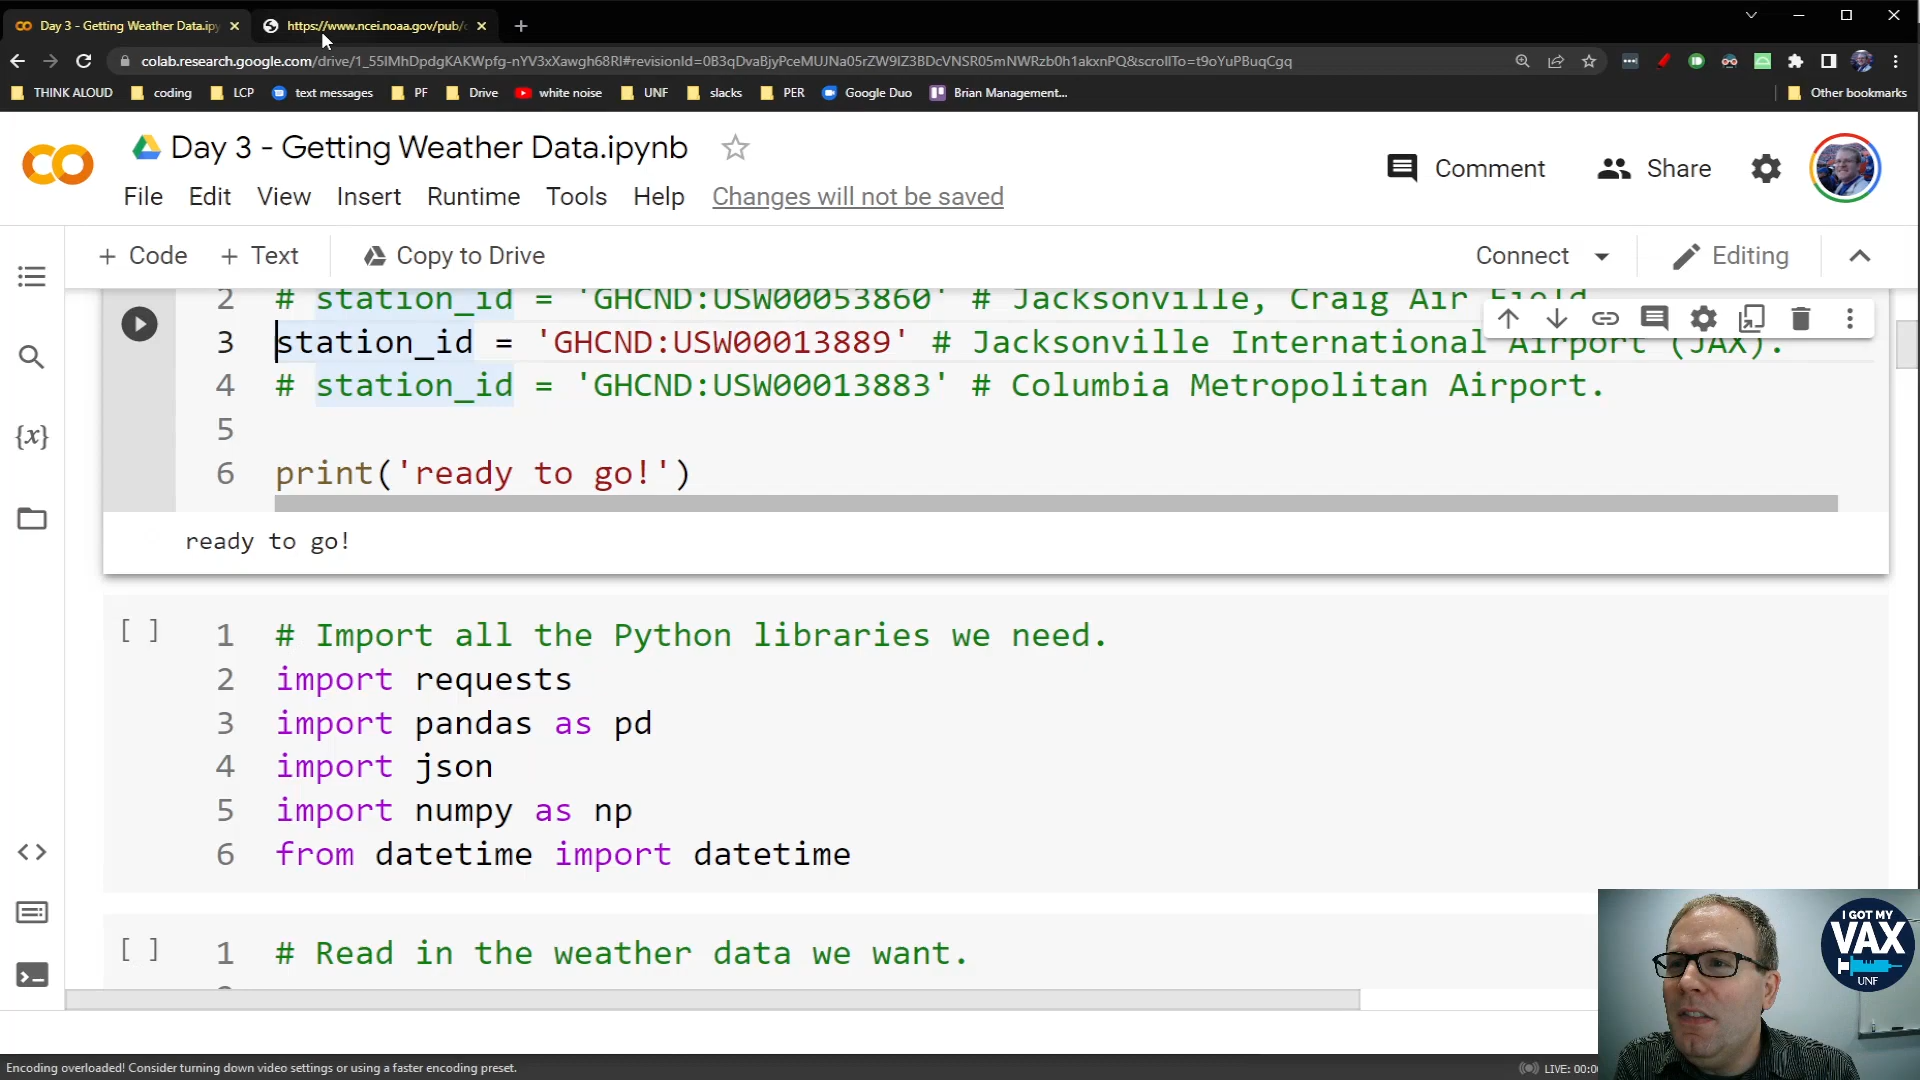 Day 3 - Getting Weather Data.ipy
https://www.ncei.noaa.gov/pub/
colab.research.google.com/drive/1_55IMhDpdgKAKWpfg-nYV3xXawgh68RI#revisionId=0B3qDvaBjyPceMUJNa05rZW9IZ3BDcVNSR05mNWRzb0h1akxnPQ&scrollTo=t9oYuPBuqCgq
THINK ALOUD coding LCP text messages PF Drive white noise UNF slacks PER Google Duo Brian Management... Other bookmarks
Day 3 - Getting Weather Data.ipynb
Comment Share
File Edit View Insert Runtime Tools Help Changes will not be saved
+ Code + Text Copy to Drive Connect Editing
2 # station_id = 'GHCND:USW00053860' # Jacksonville, Craig Air Field
3 station_id = 'GHCND:USW00013889' # Jacksonville International Airport (JAX).
4 # station_id = 'GHCND:USW00013883' # Columbia Metropolitan Airport.
5
6 print('ready to go!')
ready to go!
[ ] 1 # Import all the Python libraries we need.
2 import requests
3 import pandas as pd
4 import json
5 import numpy as np
6 from datetime import datetime
[ ] 1 # Read in the weather data we want.
I GOT MY
VAX
UNF
Encoding overloaded! Consider turning down video settings or using a faster encoding preset.
LIVE: 00:0